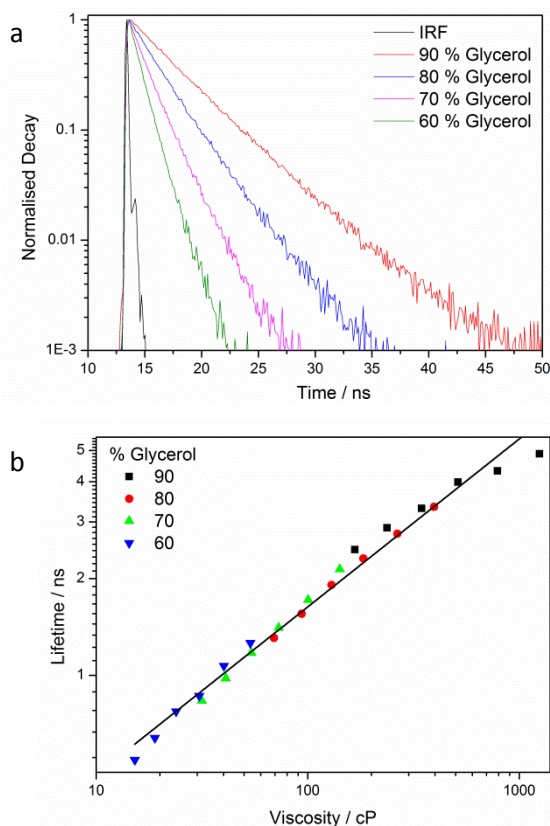 a
IRF
90 % Glycerol
80 % Glycerol
70 % Glycerol
60 % Glycerol
1
0.1
0.01
1E-3
Normalised Decay
10 15 20 25 30 35 40 45 50
Time / ns
b
% Glycerol
90
80
70
60
5
4
3
2
1
Lifetime / ns
10 100 1000
Viscosity / cP